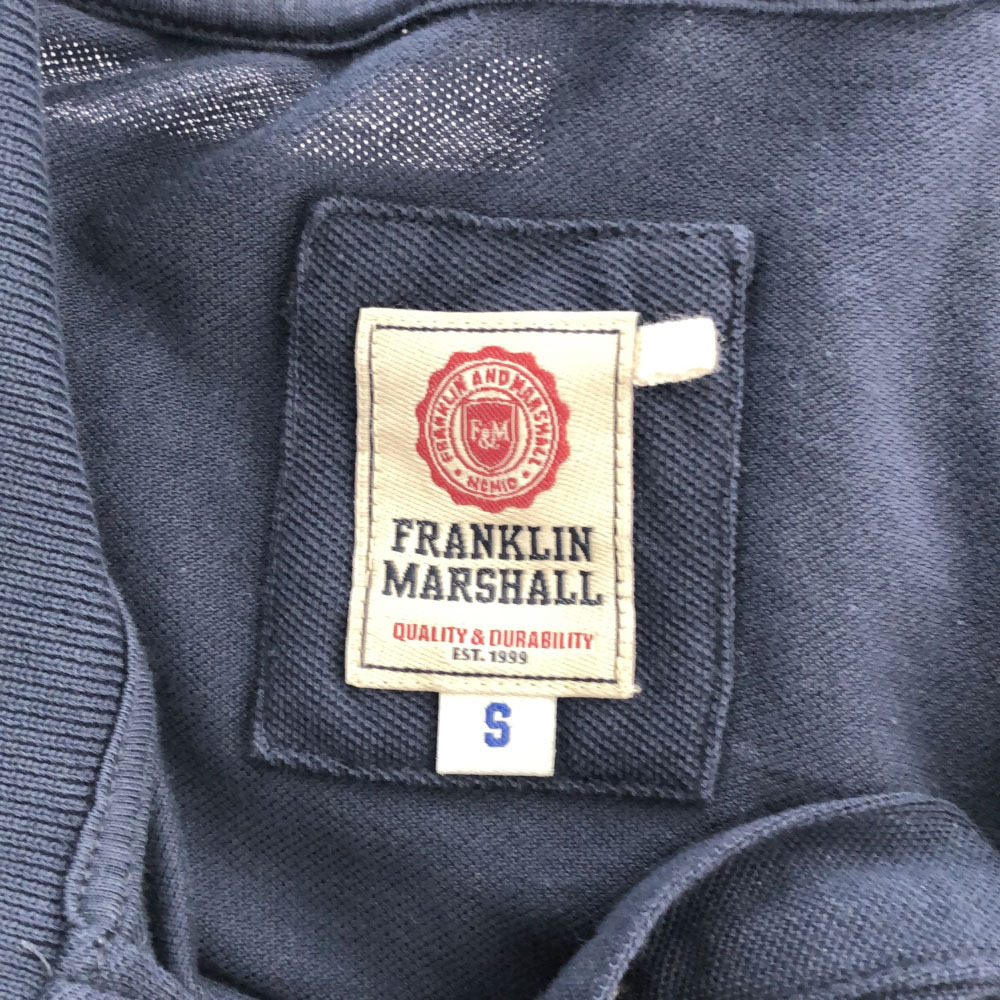 FRANKLIN AND MARSHALL
F&M
FRANKLIN
MARSHALL
QUALITY & DURABILITY
EST. 1999
S